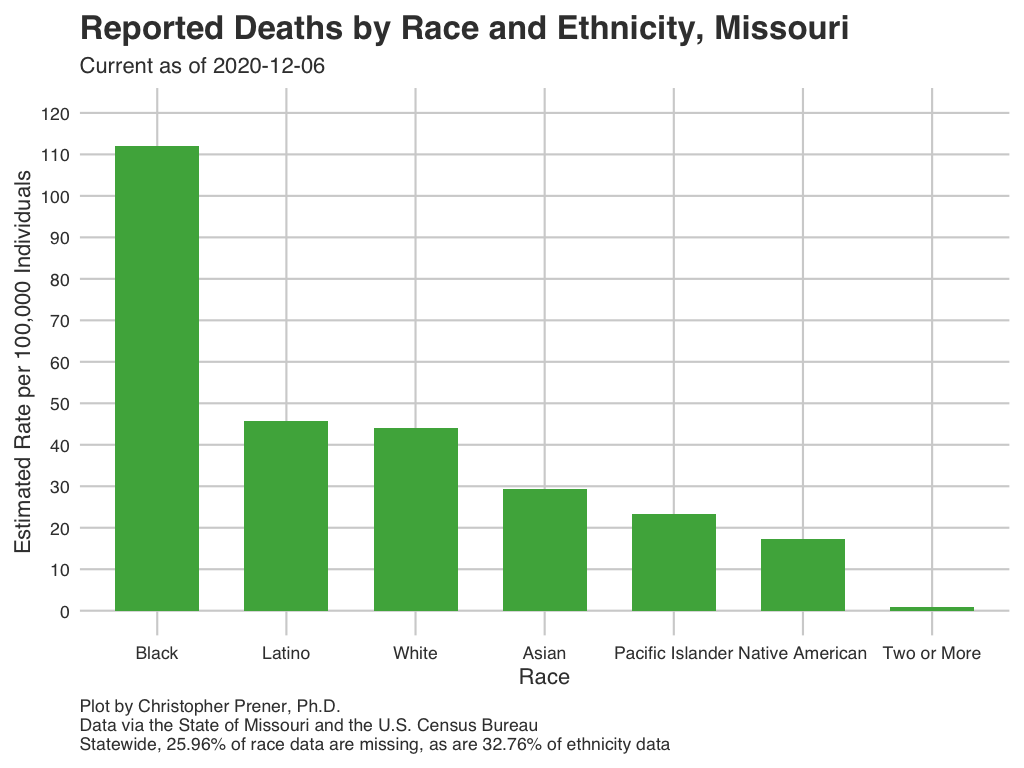 Reported Deaths by Race and Ethnicity, Missouri
Current as of 2020-12-06
Estimated Rate per 100,000 Individuals
120
110
100
90
80
70
60
50
40
30
20
10
0
Black Latino White Asian Pacific Islander Native American Two or More
Race
Plot by Christopher Prener, Ph.D.
Data via the State of Missouri and the U.S. Census Bureau
Statewide, 25.96% of race data are missing, as are 32.76% of ethnicity data